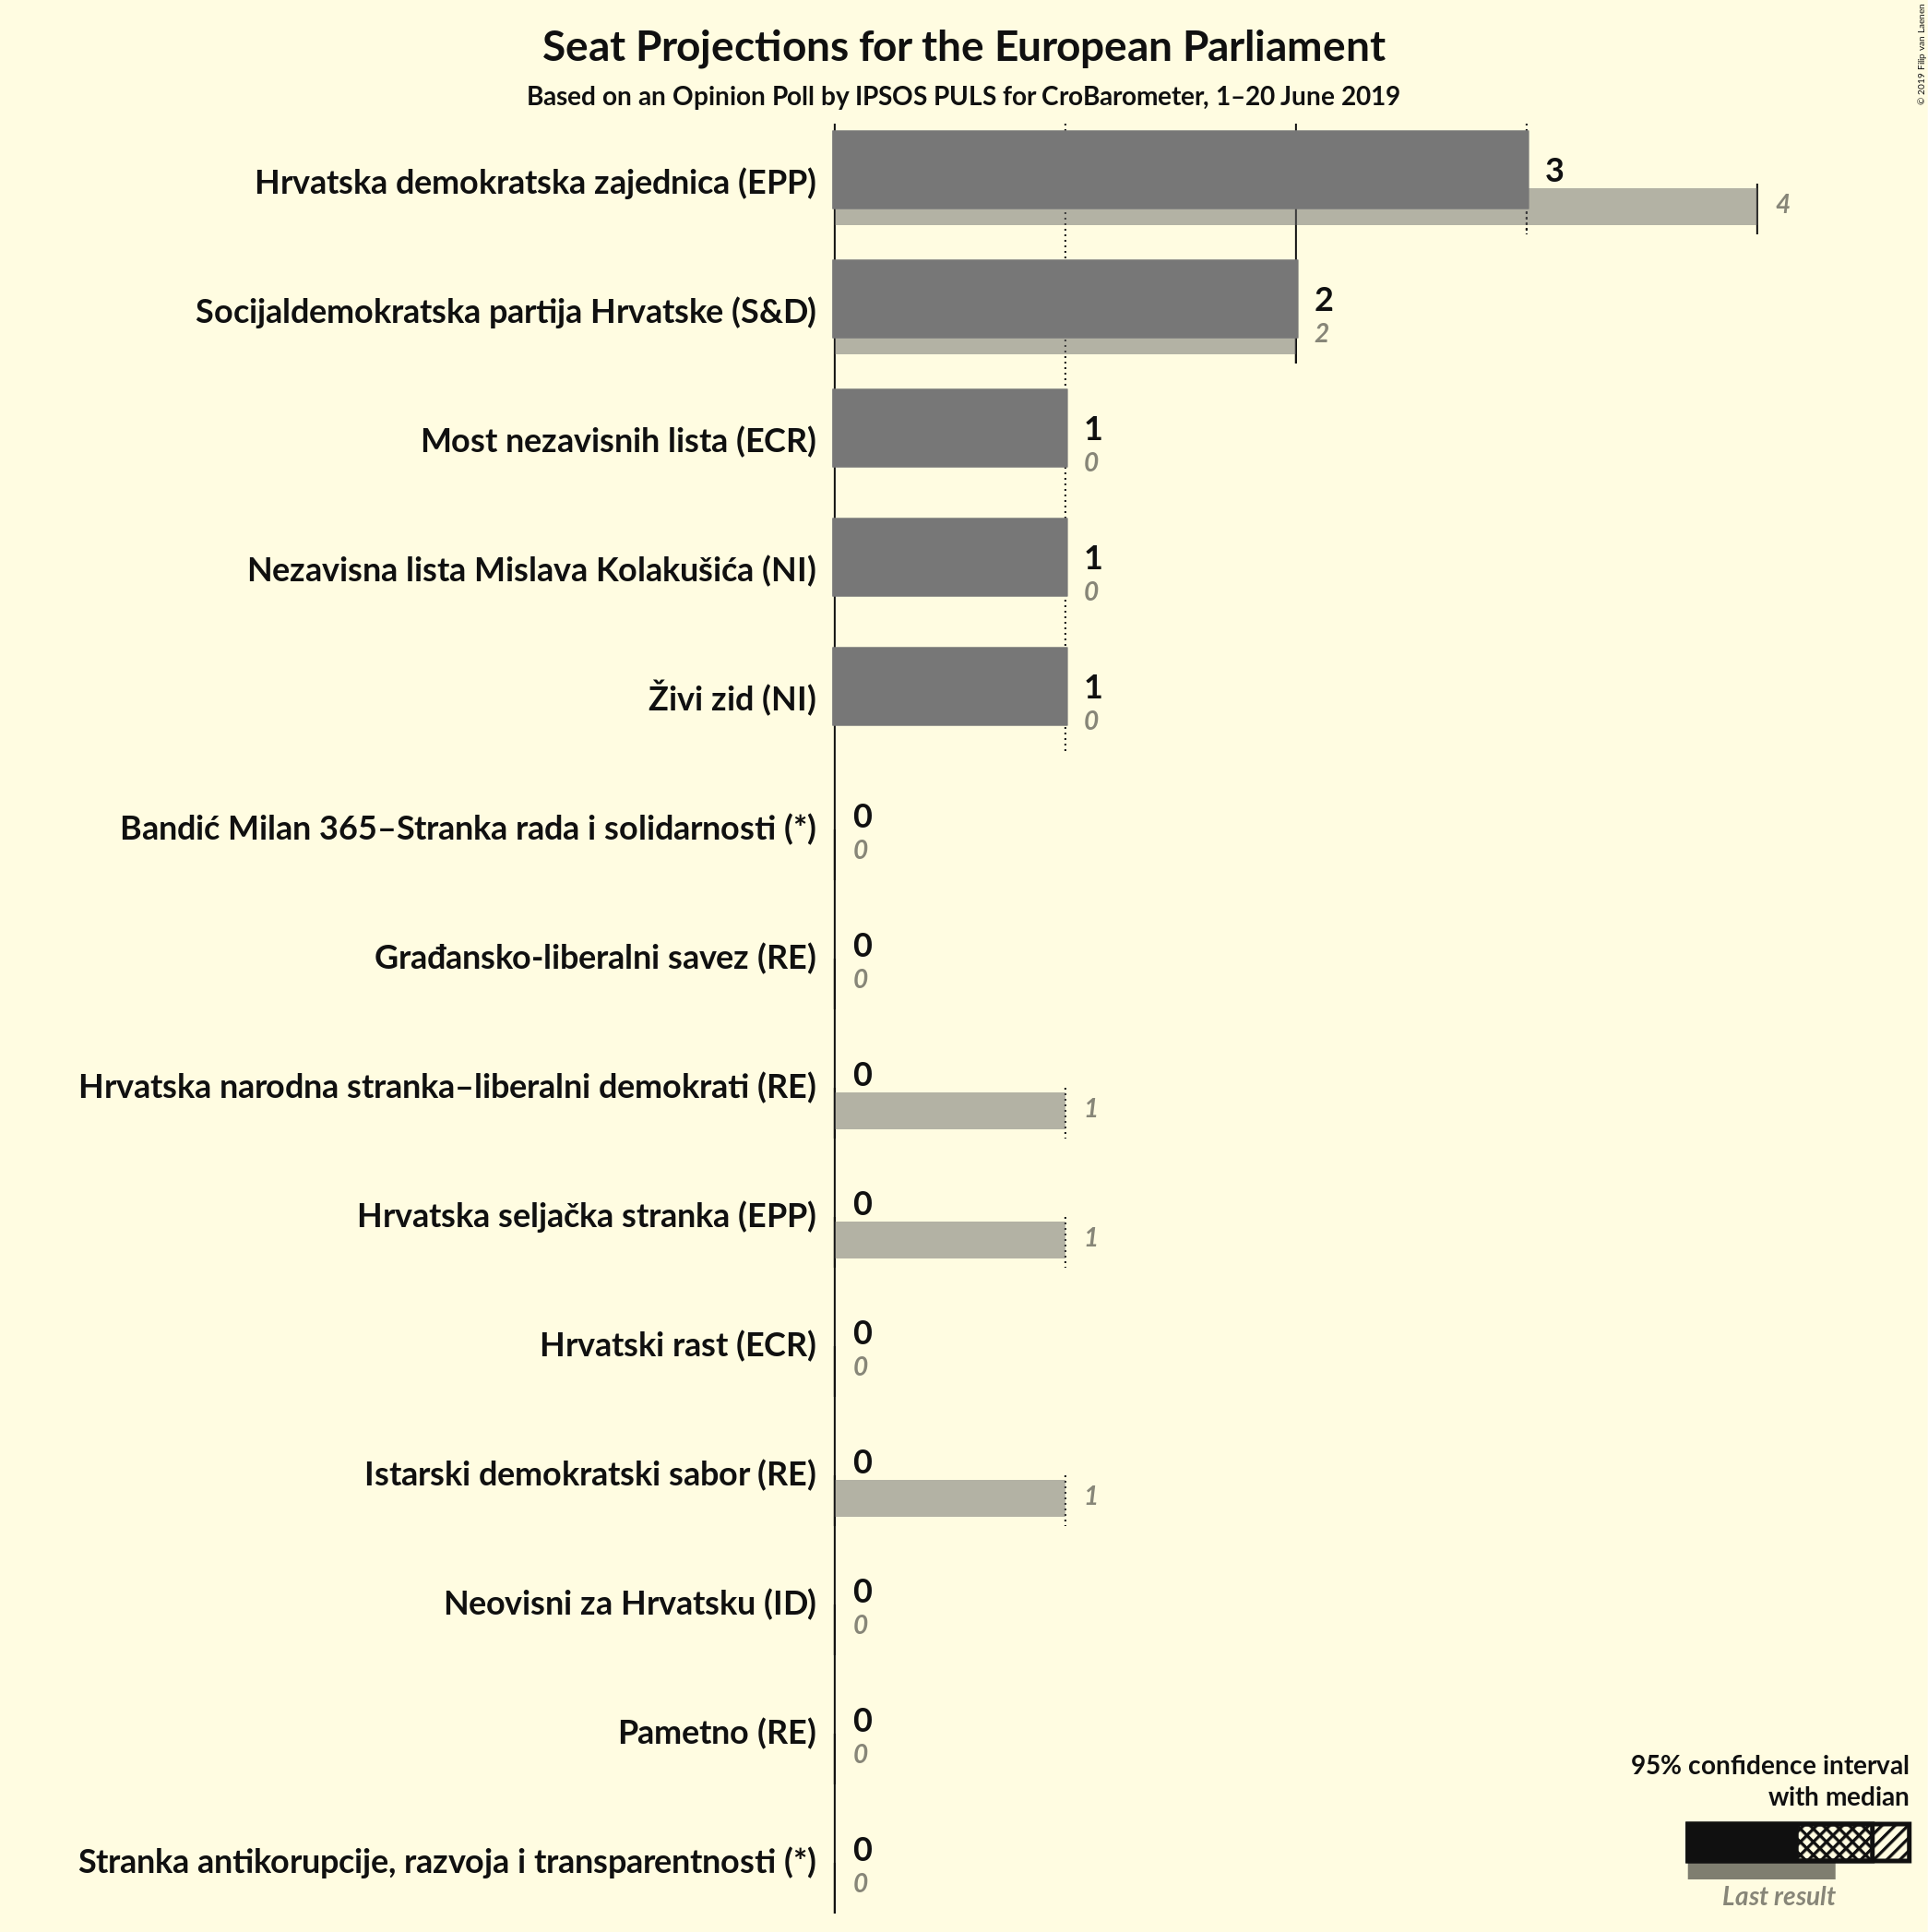 Seat Projections for the European Parliament
Based on an Opinion Poll by IPSOS PULS for CroBarometer, 1–20 June 2019
© 2019 Filip van Laenen
Hrvatska demokratska zajednica (EPP)
3
4
Socijaldemokratska partija Hrvatske (S&D)
2
2
Most nezavisnih lista (ECR)
1
0
Nezavisna lista Mislava Kolakušića (NI)
1
0
Živi zid (NI)
1
0
Bandić Milan 365–Stranka rada i solidarnosti (*)
0
0
Građansko-liberalni savez (RE)
0
0
Hrvatska narodna stranka–liberalni demokrati (RE)
0
1
Hrvatska seljačka stranka (EPP)
0
1
Hrvatski rast (ECR)
0
0
Istarski demokratski sabor (RE)
0
1
Neovisni za Hrvatsku (ID)
0
0
Pametno (RE)
0
0
Stranka antikorupcije, razvoja i transparentnosti (*)
0
0
95% confidence interval
with median
Last result